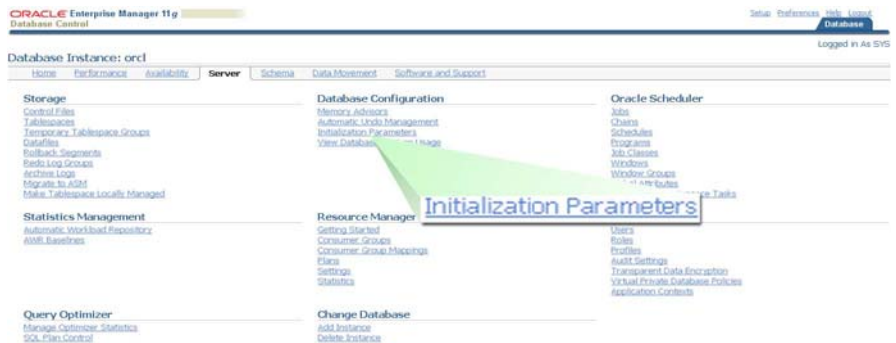 ORACLE Enterprise Manager 11g
Database Control
Setup Preferences Help Logout
Database
Logged in As SYS
Database Instance: orcl
Home Performance Availability Server Schema Data Movement Software and Support
Storage
Control Files
Tablespaces
Temporary Tablespace Groups
Datafiles
Rollback Segments
Redo Log Groups
Archive Logs
Migrate to ASM
Make Tablespace Locally Managed
Database Configuration
Memory Advisors
Automatic Undo Management
Initialization Parameters
View Database Usage
Oracle Scheduler
Jobs
Chains
Schedules
Programs
Job Classes
Windows
Window Groups
Attributes
Tasks
Initialization Parameters
Statistics Management
Automatic Workload Repository
AWR Baselines
Resource Manager
Getting Started
Consumer Groups
Consumer Group Mappings
Plans
Settings
Statistics
Users
Roles
Profiles
Audit Settings
Transparent Data Encryption
Virtual Private Database Policies
Application Contexts
Query Optimizer
Manage Optimizer Statistics
SQL Plan Control
Change Database
Add Instance
Delete Instance